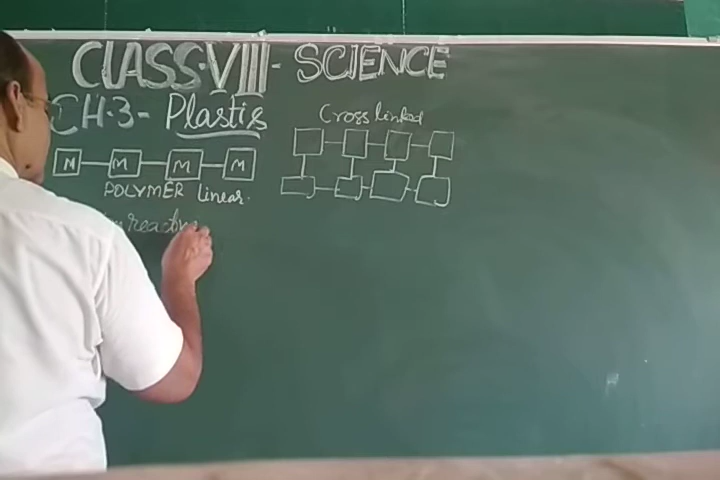 CLASS-VIII- SCIENCE
CH.3- Plastis
Cross linked
M M M M
POLYMER Linear.